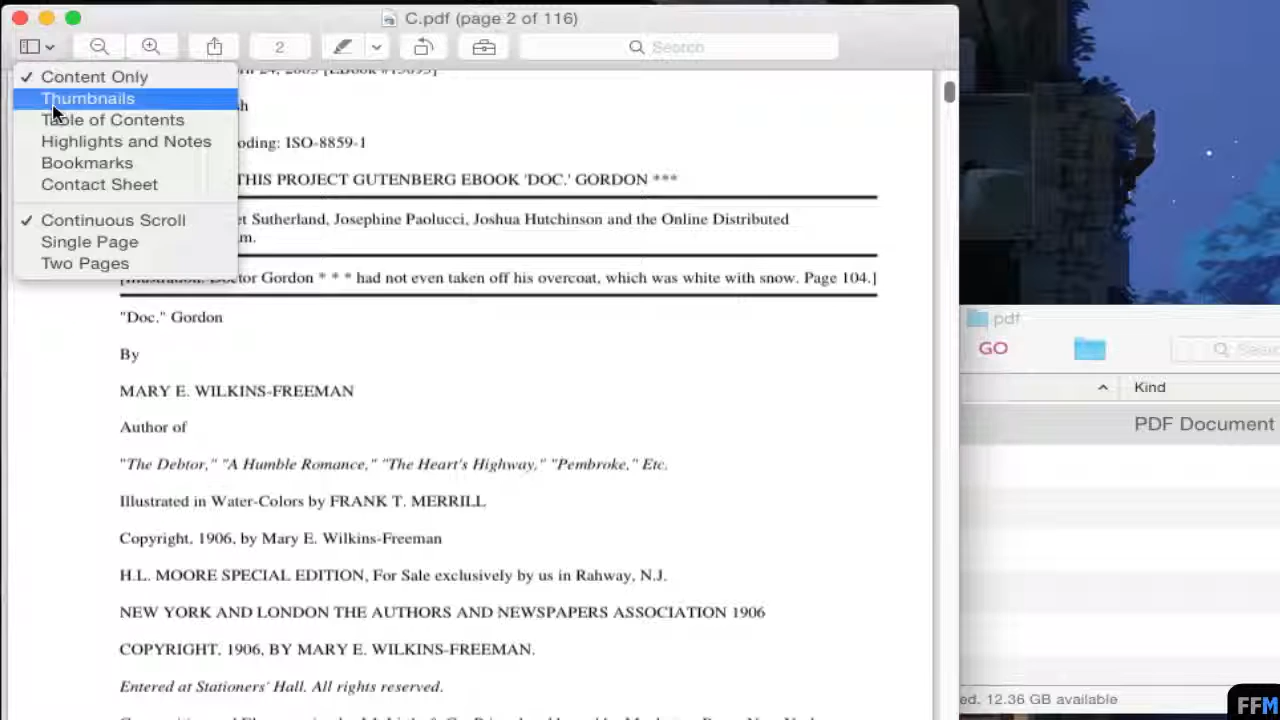 C.pdf (page 2 of 116)
2
Search
Content Only
Thumbnails
Table of Contents
Highlights and Notes
Bookmarks
Contact Sheet
Continuous Scroll
Single Page
Two Pages
oding: ISO-8859-1
THIS PROJECT GUTENBERG EBOOK 'DOC.' GORDON ***
et Sutherland, Josephine Paolucci, Joshua Hutchinson and the Online Distributed
m.
[Illustration: Doctor Gordon * * * had not even taken off his overcoat, which was white with snow. Page 104.]
"Doc." Gordon
By
MARY E. WILKINS-FREEMAN
Author of
"The Debtor," "A Humble Romance," "The Heart's Highway," "Pembroke," Etc.
Illustrated in Water-Colors by FRANK T. MERRILL
Copyright, 1906, by Mary E. Wilkins-Freeman
H.L. MOORE SPECIAL EDITION, For Sale exclusively by us in Rahway, N.J.
NEW YORK AND LONDON THE AUTHORS AND NEWSPAPERS ASSOCIATION 1906
COPYRIGHT, 1906, BY MARY E. WILKINS-FREEMAN.
Entered at Stationers' Hall. All rights reserved.
pdf
GO
Kind
PDF Document
ed, 12.36 GB available
FFM